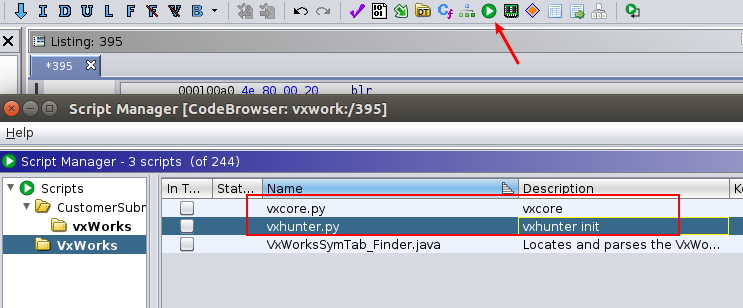 I D U L F R V B
Listing: 395
*395
000100a0 4e 80 00 20 blr
Script Manager [CodeBrowser: vxwork:/395]
Help
Script Manager - 3 scripts (of 244)
Scripts
CustomerSubm
vxWorks
VxWorks
In T... Stat... Name Description Ke
vxcore.py vxcore
vxhunter.py vxhunter init
VxWorksSymTab_Finder.java Locates and parses the VxWo...